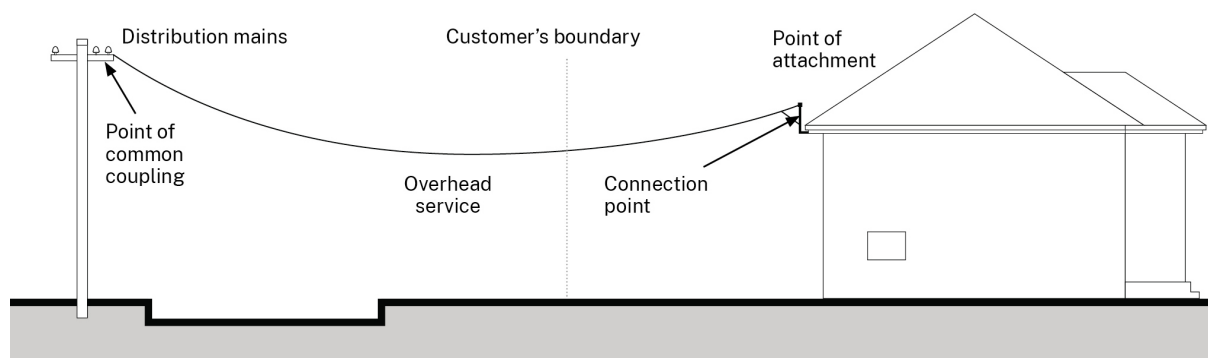 Distribution mains
Customer’s boundary
Point of
attachment
Point of
common
coupling
Overhead
service
Connection
point